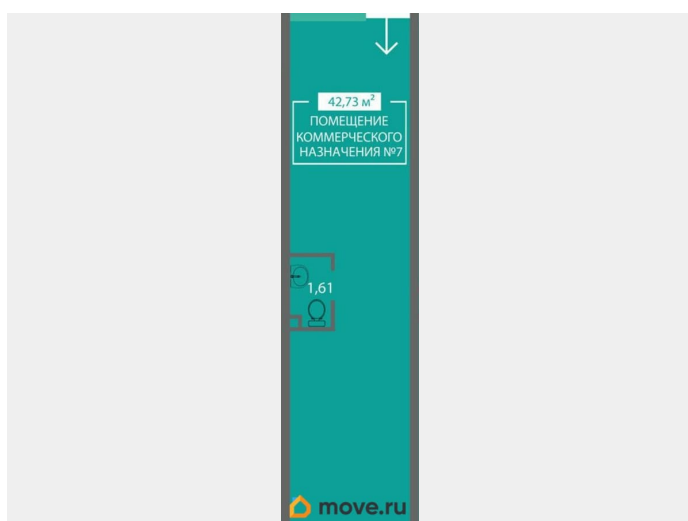 42,73 м²
ПОМЕЩЕНИЕ
КОММЕРЧЕСКОГО
НАЗНАЧЕНИЯ №7
1,61
move.ru